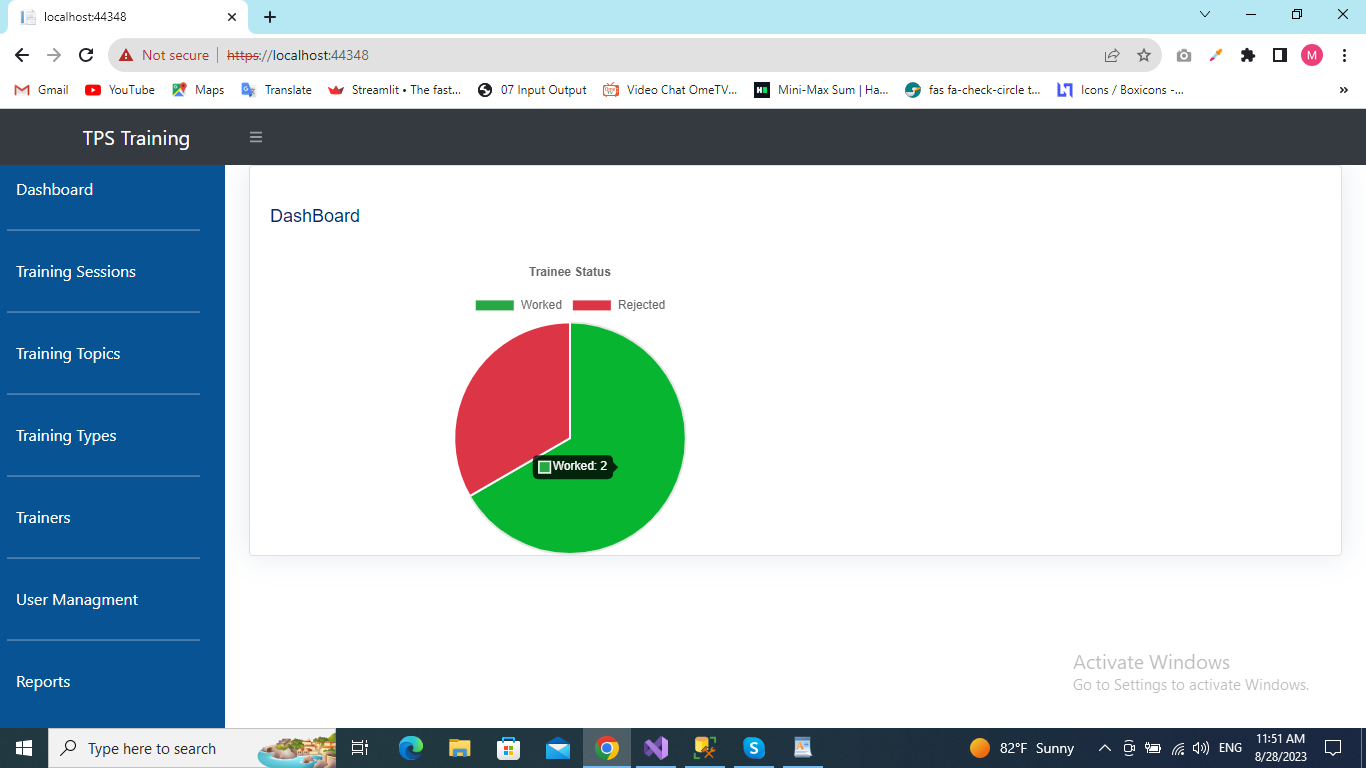 localhost:44348
Not secure
https://localhost:44348
M
Gmail
YouTube
Maps
Translate
Streamlit • The fast...
07 Input Output
Video Chat OmeTV...
Mini-Max Sum | Ha...
fas fa-check-circle t...
Icons / Boxicons -...
»
TPS Training
Dashboard
Training Sessions
Training Topics
Training Types
Trainers
User Managment
Reports
DashBoard
Trainee Status
Worked
Rejected
Worked: 2
Activate Windows
Go to Settings to activate Windows.
Type here to search
82°F Sunny
ENG
11:51 AM
8/28/2023